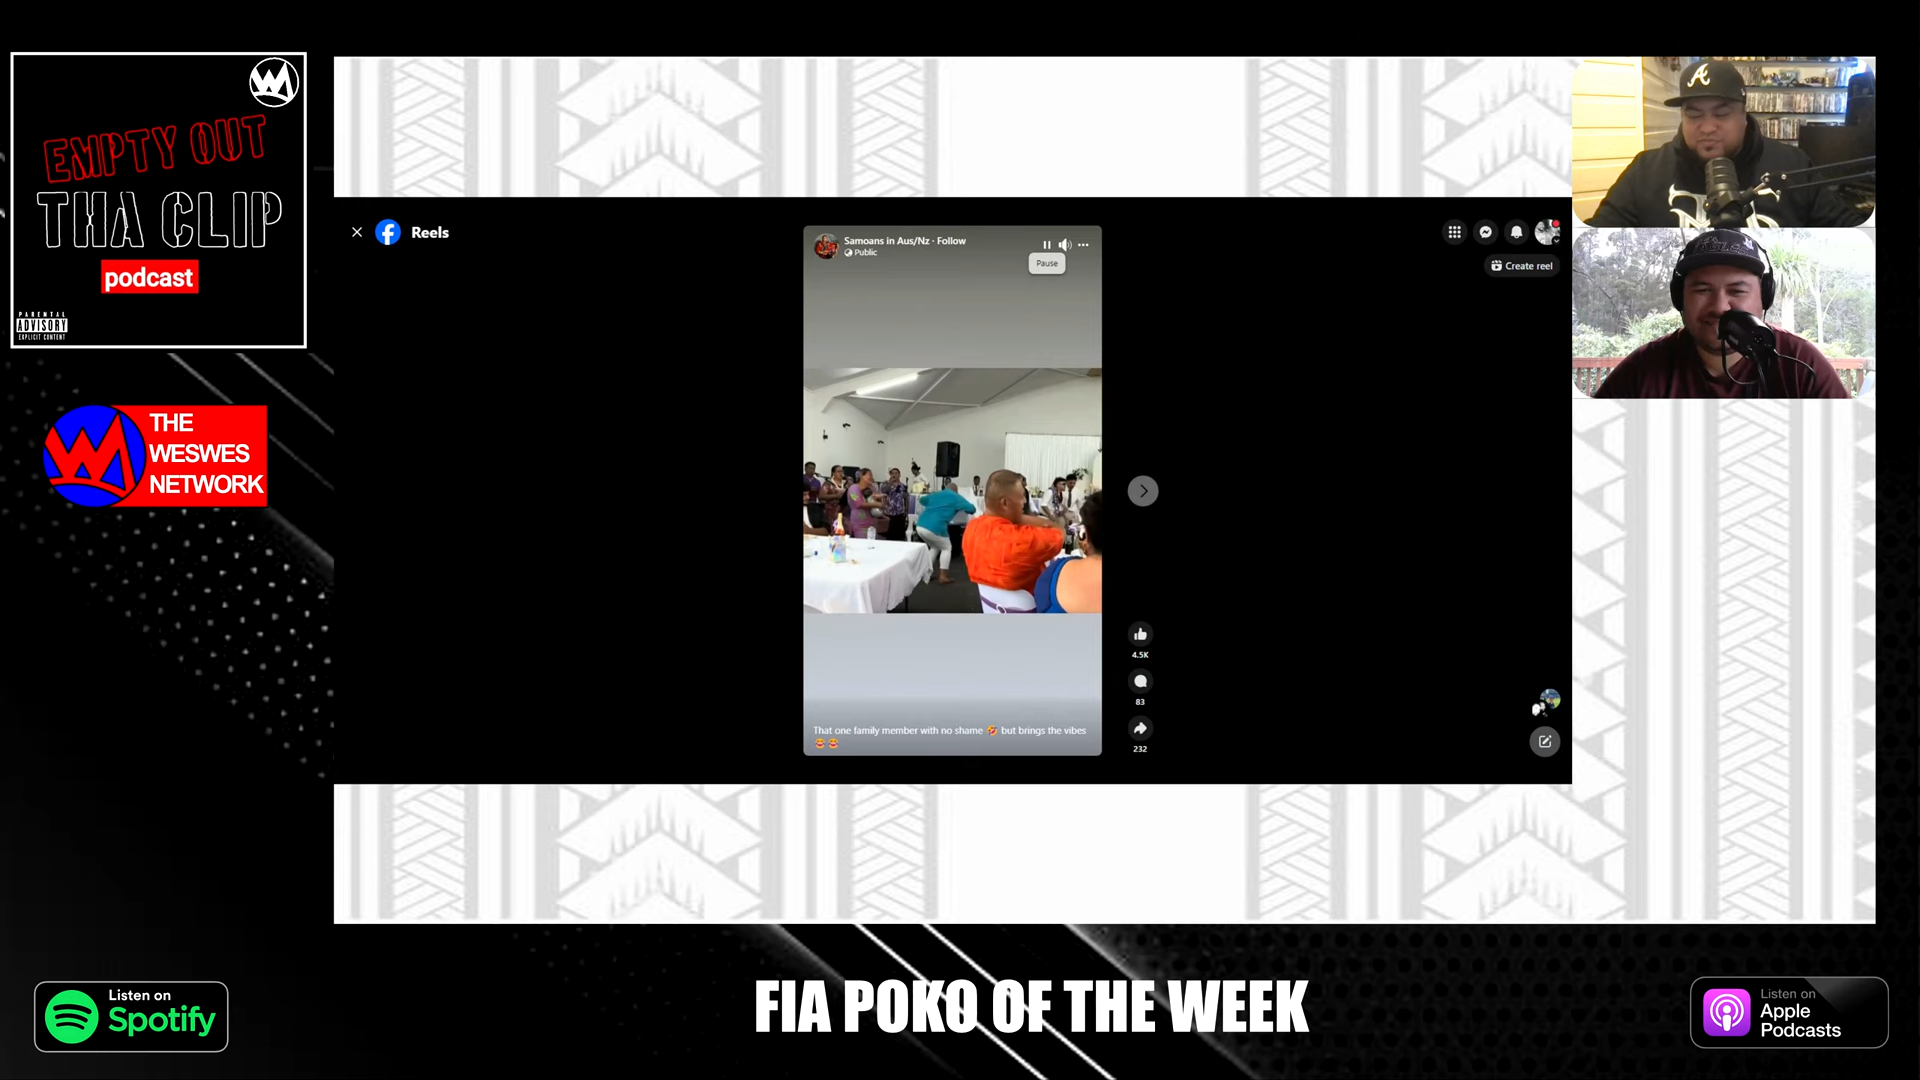 EMPTY OUT
THA CLIP
podcast
PARENTAL
ADVISORY
EXPLICIT CONTENT
THE
WESWES
NETWORK
Reels
Samoans in Aus/Nz · Follow
Public
Pause
Create reel
4.5K
83
232
That one family member with no shame 🤣 but brings the vibes
A
FIA POKO OF THE WEEK
Listen on
Spotify
Listen on
Apple
Podcasts